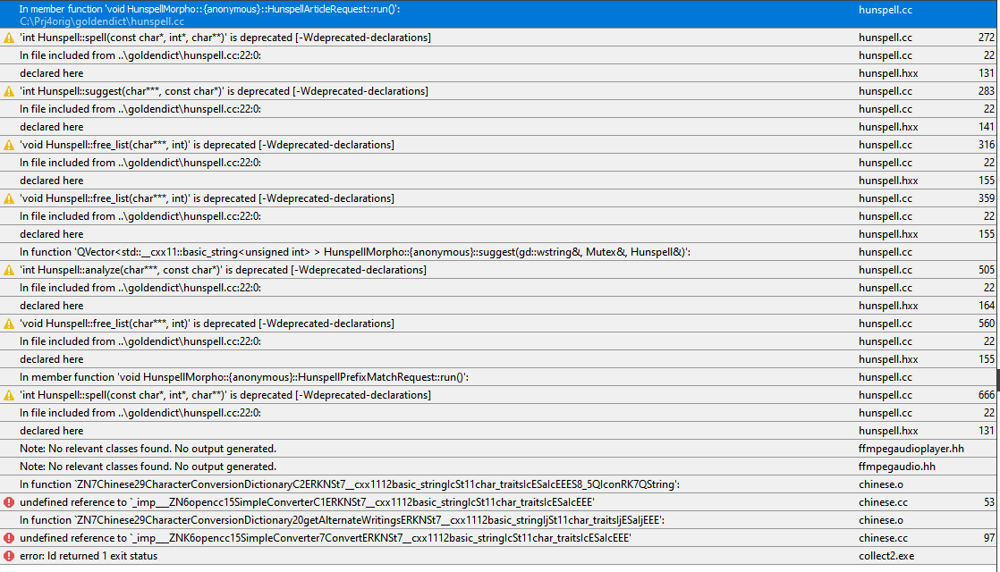 In member function 'void HunspellMorpho::{anonymous}::HunspellArticleRequest::run()': hunspell.cc
C:\Prj4orig\goldendict\hunspell.cc
'int Hunspell::spell(const char*, int*, char**)' is deprecated [-Wdeprecated-declarations] hunspell.cc 272
In file included from ..\goldendict\hunspell.cc:22:0: hunspell.cc 22
declared here hunspell.hxx 131
'int Hunspell::suggest(char***, const char*)' is deprecated [-Wdeprecated-declarations] hunspell.cc 283
In file included from ..\goldendict\hunspell.cc:22:0: hunspell.cc 22
declared here hunspell.hxx 141
'void Hunspell::free_list(char***, int)' is deprecated [-Wdeprecated-declarations] hunspell.cc 316
In file included from ..\goldendict\hunspell.cc:22:0: hunspell.cc 22
declared here hunspell.hxx 155
'void Hunspell::free_list(char***, int)' is deprecated [-Wdeprecated-declarations] hunspell.cc 359
In file included from ..\goldendict\hunspell.cc:22:0: hunspell.cc 22
declared here hunspell.hxx 155
In function 'QVector<std::__cxx11::basic_string<unsigned int> > HunspellMorpho::{anonymous}::suggest(gd::wstring&, Mutex&, Hunspell&)': hunspell.cc
'int Hunspell::analyze(char***, const char*)' is deprecated [-Wdeprecated-declarations] hunspell.cc 505
In file included from ..\goldendict\hunspell.cc:22:0: hunspell.cc 22
declared here hunspell.hxx 164
'void Hunspell::free_list(char***, int)' is deprecated [-Wdeprecated-declarations] hunspell.cc 560
In file included from ..\goldendict\hunspell.cc:22:0: hunspell.cc 22
declared here hunspell.hxx 155
In member function 'void HunspellMorpho::{anonymous}::HunspellPrefixMatchRequest::run()': hunspell.cc
'int Hunspell::spell(const char*, int*, char**)' is deprecated [-Wdeprecated-declarations] hunspell.cc 666
In file included from ..\goldendict\hunspell.cc:22:0: hunspell.cc 22
declared here hunspell.hxx 131
Note: No relevant classes found. No output generated. ffmpegaudioplayer.hh
Note: No relevant classes found. No output generated. ffmpegaudio.hh
In function `ZN7Chinese29CharacterConversionDictionaryC2ERKNSt7__cxx1112basic_stringIcSt11char_traitsIcESaIcEEES8_5QIconRK7QString': chinese.o
undefined reference to `_imp___ZN6opencc15SimpleConverterC1ERKNSt7__cxx1112basic_stringIcSt11char_traitsIcESaIcEEE' chinese.cc 53
In function `ZN7Chinese29CharacterConversionDictionary20getAlternateWritingsERKNSt7__cxx1112basic_stringIjSt11char_traitsIjESaIjEEE': chinese.o
undefined reference to `_imp___ZNK6opencc15SimpleConverter7ConvertERKNSt7__cxx1112basic_stringIcSt11char_traitsIcESaIcEEE' chinese.cc 97
error: ld returned 1 exit status collect2.exe